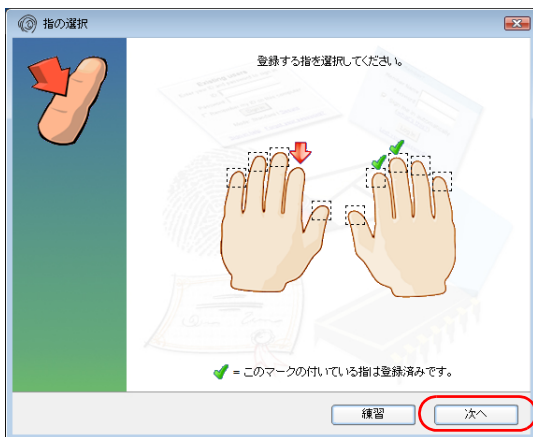 指の選択
登録する指を選択してください。
= このマークの付いている指は登録済みです。
練習
次へ